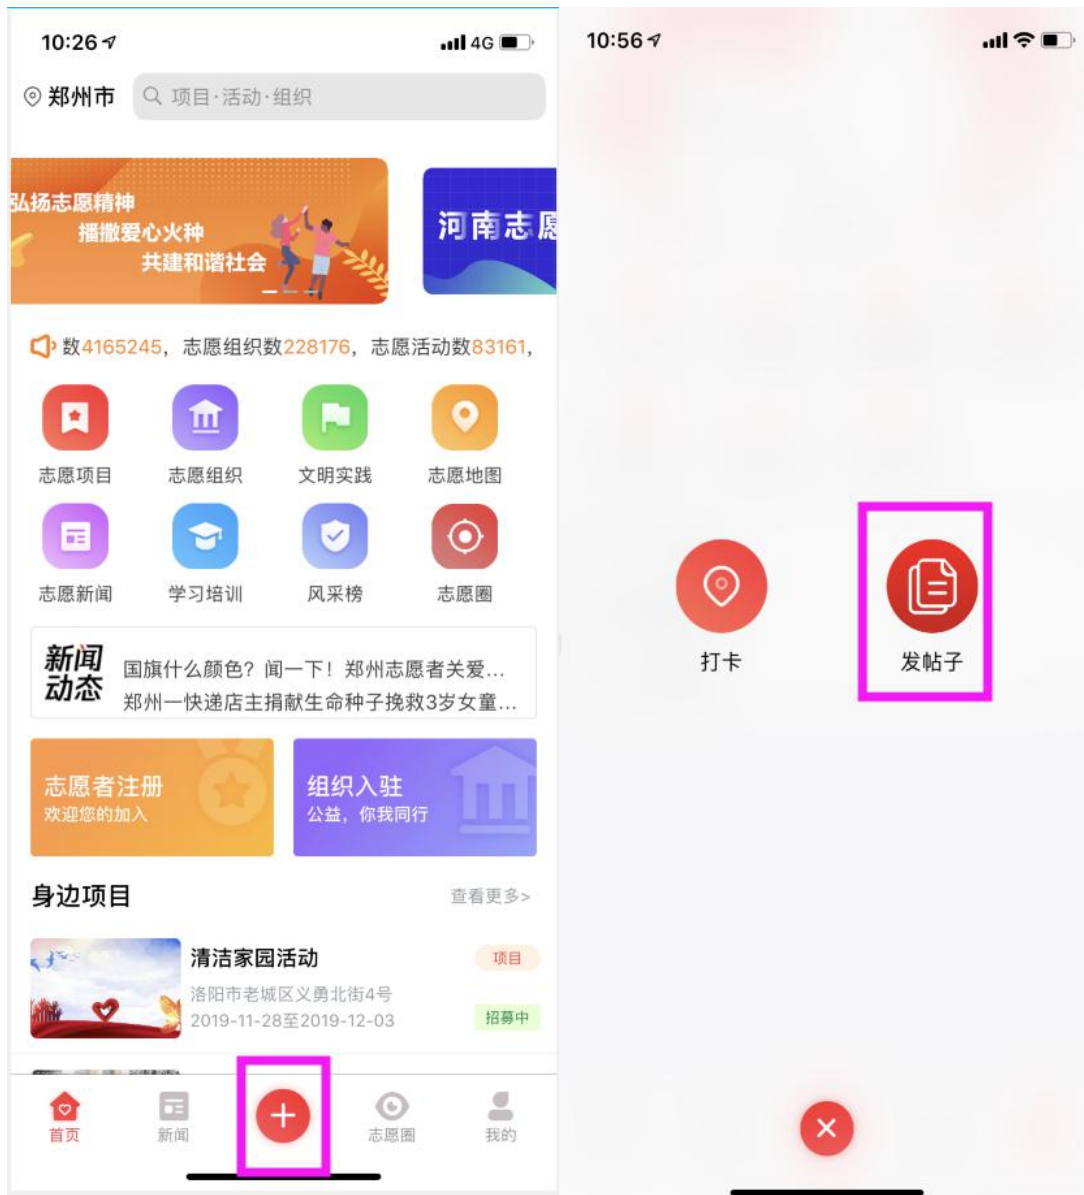 10:26
4G
郑州市
项目·活动·组织
弘扬志愿精神
播撒爱心火种
共建和谐社会
河南志愿
数4165245，志愿组织数228176，志愿活动数83161，
志愿项目 志愿组织 文明实践 志愿地图
志愿新闻 学习培训 风采榜 志愿圈
新闻
动态
国旗什么颜色？闻一下！郑州志愿者关爱...
郑州一快递店主捐献生命种子挽救3岁女童...
志愿者注册
欢迎您的加入
组织入驻
公益，你我同行
身边项目
查看更多>
清洁家园活动
项目
洛阳市老城区义勇北街4号
2019-11-28至2019-12-03
招募中
首页 新闻 志愿圈 我的
10:56
打卡
发帖子